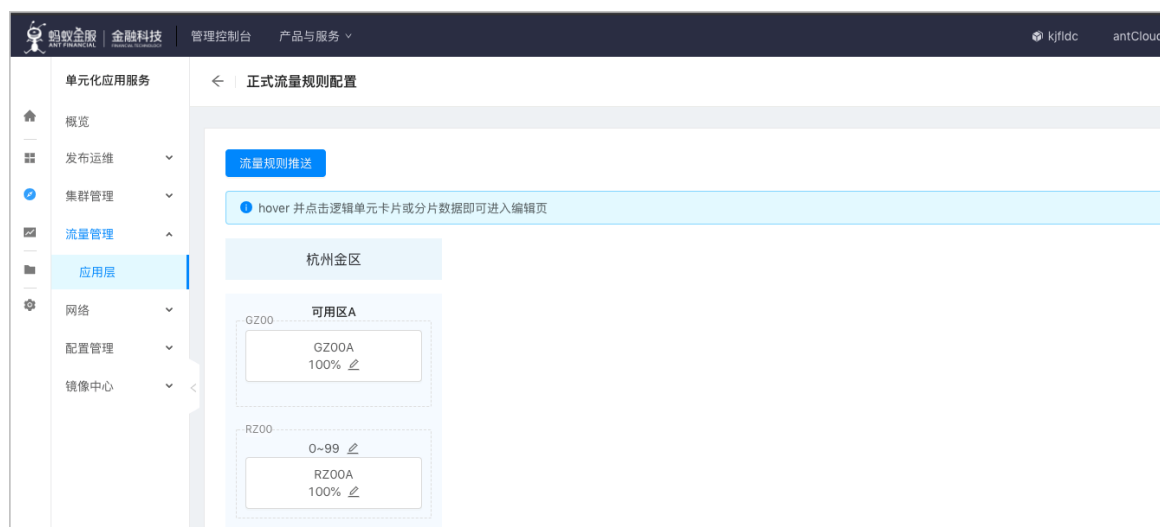 蚂蚁金服 金融科技 管理控制台 产品与服务 kjfldc antCloud
ANT FINANCIAL FINANCIAL TECHNOLOGY
单元化应用服务
正式流量规则配置
概览
发布运维
集群管理
流量管理
应用层
网络
配置管理
镜像中心
流量规则推送
hover 并点击逻辑单元卡片或分片数据即可进入编辑页
杭州金区
可用区A
GZ00
GZ00A
100%
RZ00
0~99
RZ00A
100%